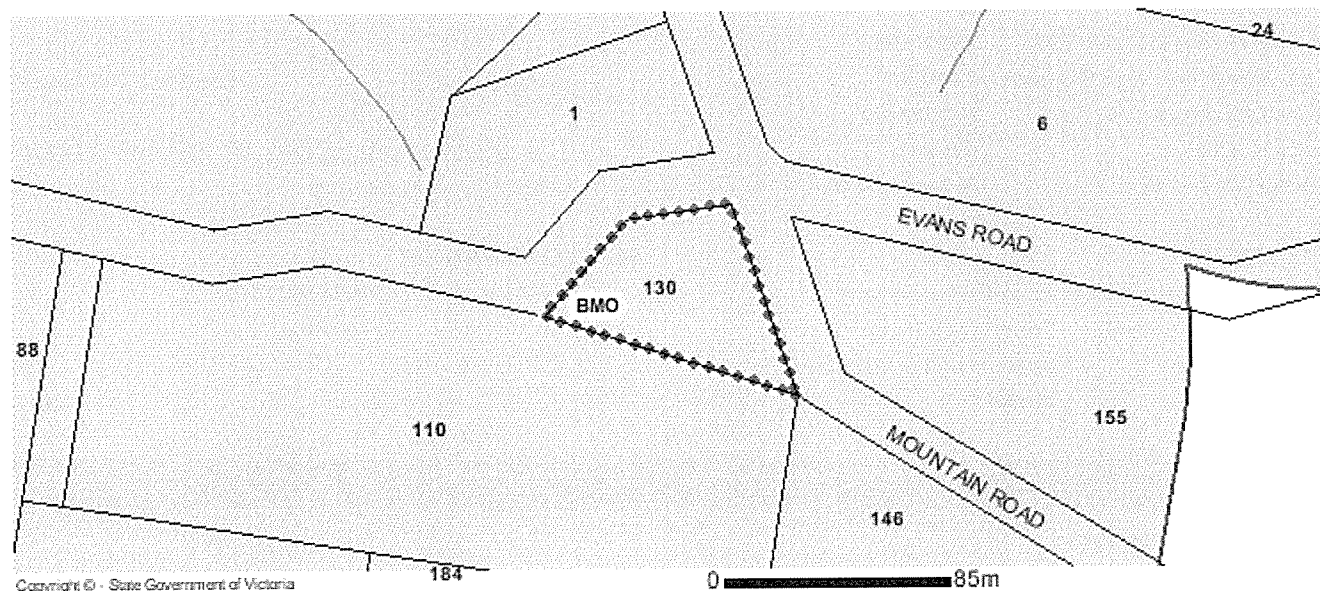 24
1
6
EVANS ROAD
130
BMO
88
110
155
MOUNTAIN ROAD
146
184
Copyright © - State Government of Victoria
0 85m